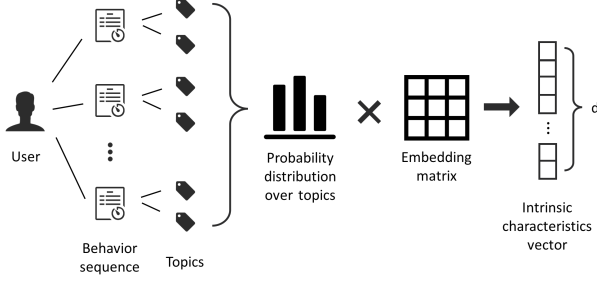 User
Behavior
sequence
Topics
Probability
distribution
over topics
Embedding
matrix
d
Intrinsic
characteristics
vector